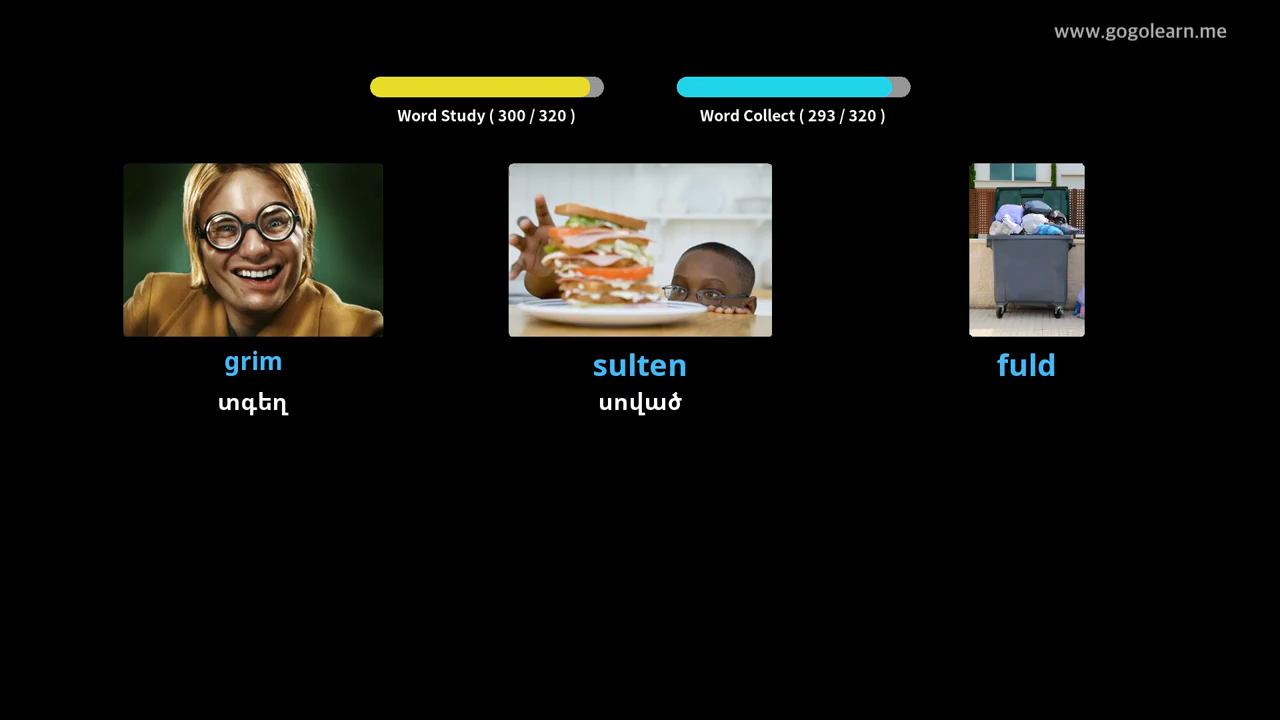 www.gogolearn.me
Word Study ( 300 / 320 )
Word Collect ( 293 / 320 )
grim
sulten
fuld
տգեղ
սոված